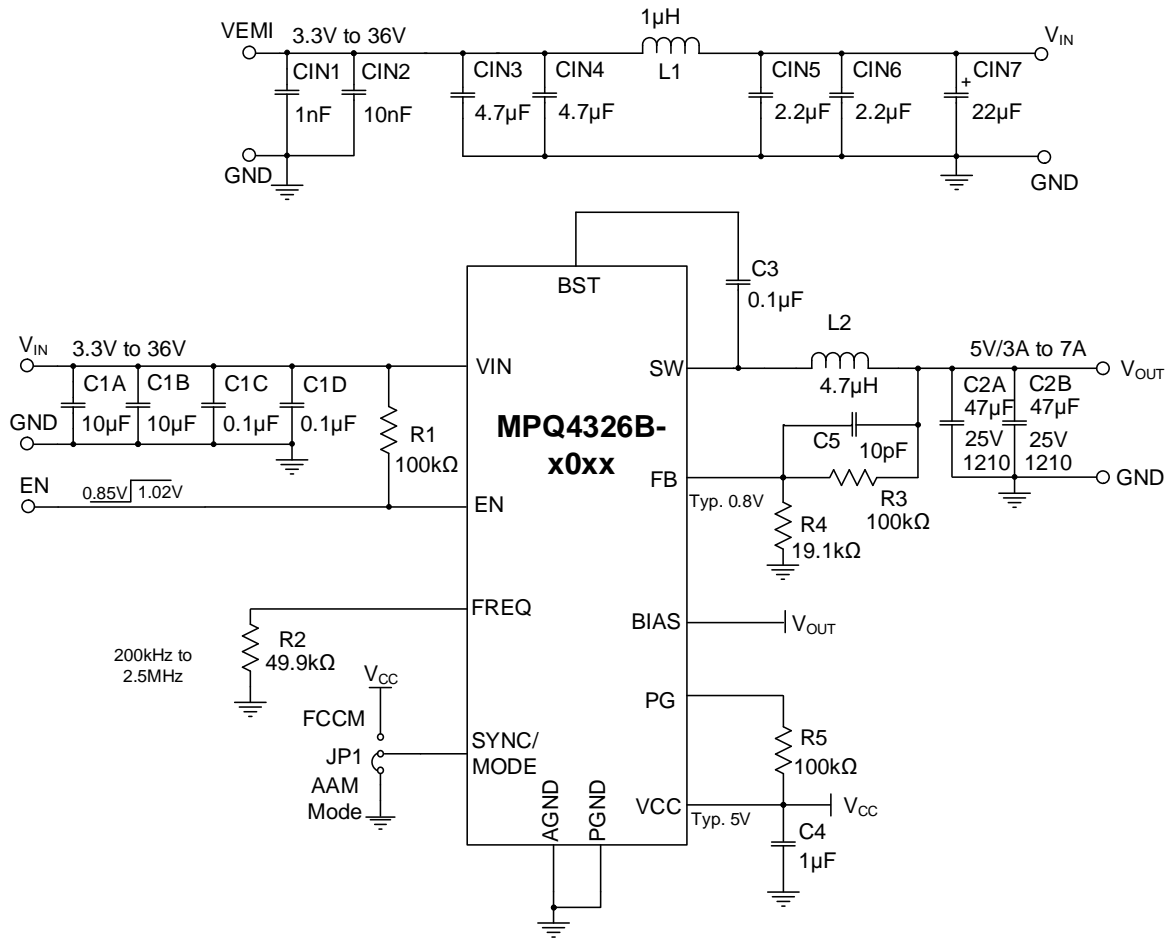 1µH
VEMI 3.3V to 36V VIN
L1
CIN1 CIN2 CIN3 CIN4 CIN5 CIN6 CIN7
+
1nF 10nF 4.7µF 4.7µF 2.2µF 2.2µF 22µF
GND GND
BST
C3
0.1µF
L2
4.7µH
VIN 3.3V to 36V
VIN
SW
5V/3A to 7A
VOUT
C1A C1B C1C C1D
10µF 10µF 0.1µF 0.1µF
GND
R1
100kΩ
MPQ4326B-
x0xx
C5 10pF
C2A C2B
47µF 47µF
25V 25V
1210 1210
GND
FB
Typ. 0.8V
R3
100kΩ
R4
19.1kΩ
EN
0.85V 1.02V
EN
FREQ
R2
49.9kΩ
200kHz to
2.5MHz
BIAS
VOUT
PG
R5
100kΩ
VCC
FCCM
JP1
AAM
Mode
SYNC/
MODE
VCC
Typ. 5V
VCC
C4
1µF
AGND
PGND